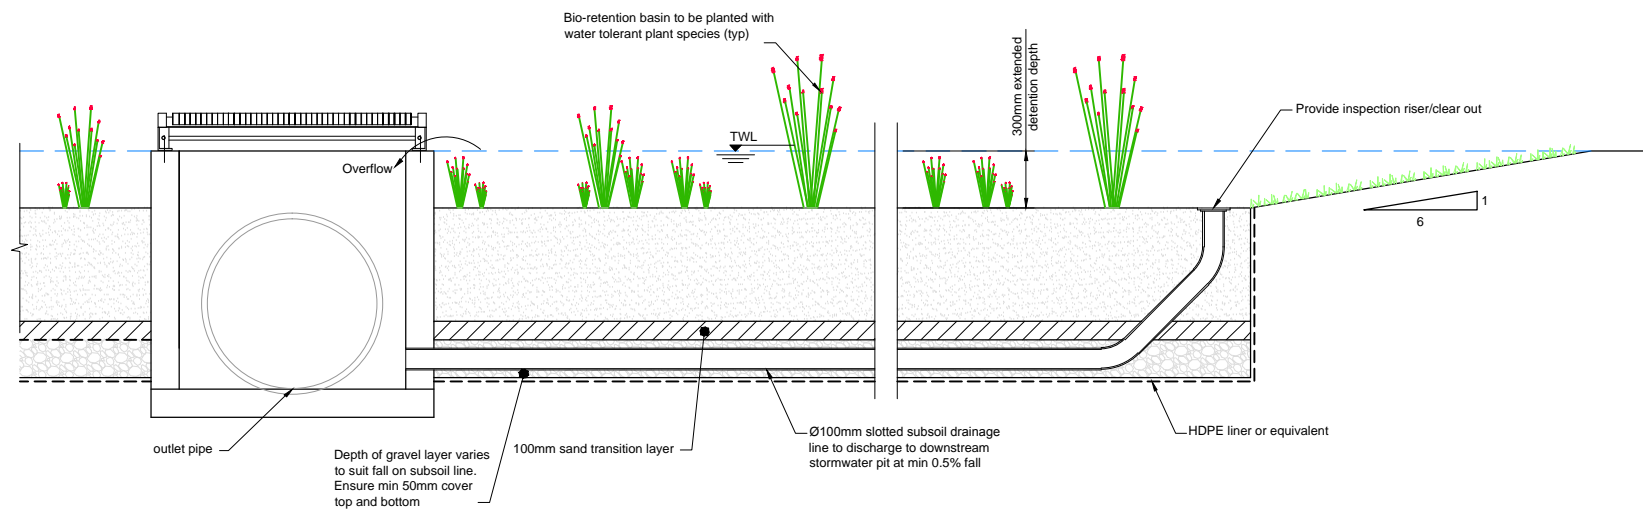 Bio-retention basin to be planted with
water tolerant plant species (typ)
300mm extended
detention depth
Provide inspection riser/clear out
TWL
Overflow
1
6
outlet pipe
Depth of gravel layer varies
to suit fall on subsoil line.
Ensure min 50mm cover
top and bottom
100mm sand transition layer
Ø100mm slotted subsoil drainage
line to discharge to downstream
stormwater pit at min 0.5% fall
HDPE liner or equivalent